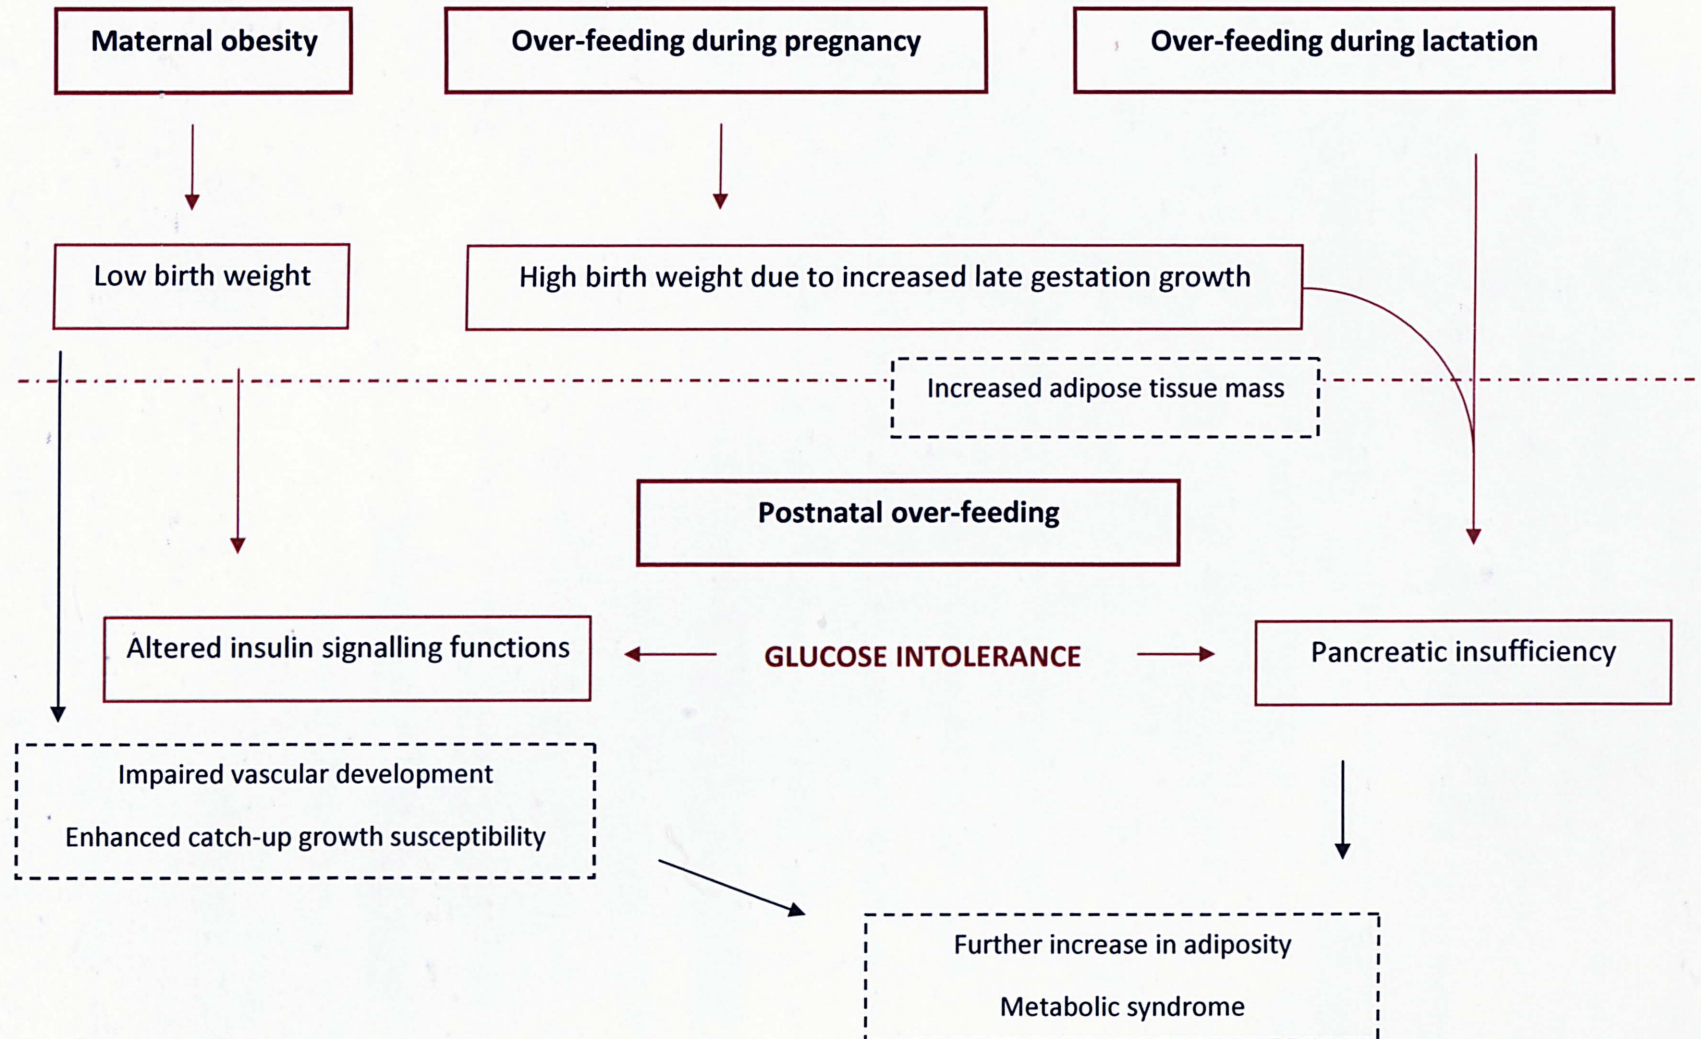 Maternal obesity
Over-feeding during pregnancy
Over-feeding during lactation
Low birth weight
High birth weight due to increased late gestation growth
Increased adipose tissue mass
Postnatal over-feeding
Altered insulin signalling functions
GLUCOSE INTOLERANCE
Pancreatic insufficiency
Impaired vascular development
Enhanced catch-up growth susceptibility
Further increase in adiposity
Metabolic syndrome